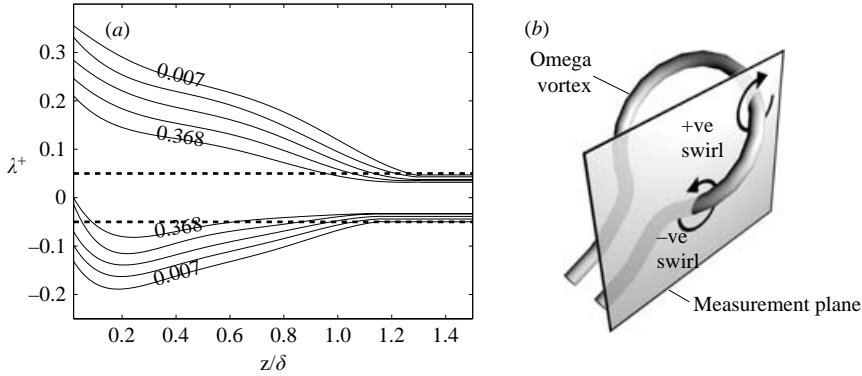 (a)
0.3
0.2
0.1
0
−0.1
−0.2
λ+
0.007
0.368
0.368
0.007
0.2 0.4 0.6 0.8 1.0 1.2 1.4
z/δ
(b)
Omega
vortex
+ve
swirl
−ve
swirl
Measurement plane